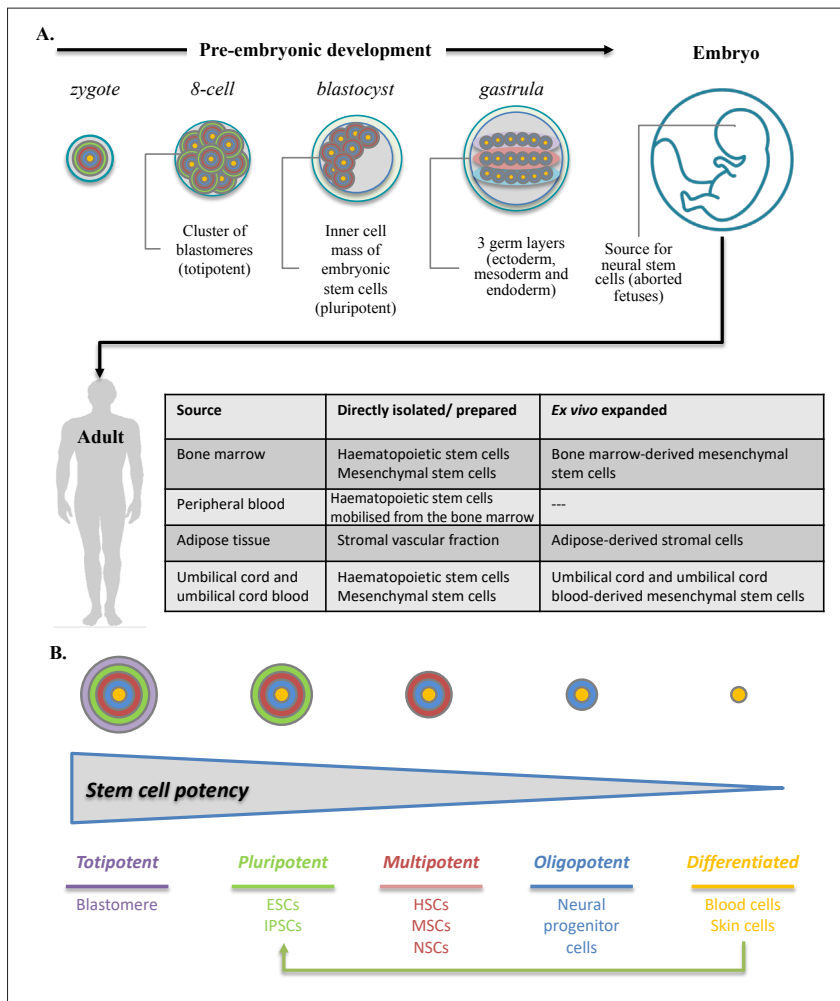 A.
Pre-embryonic development
Embryo
zygote
8-cell
blastocyst
gastrula
Cluster of
blastomeres
(totipotent)
Inner cell
mass of
embryonic
stem cells
(pluripotent)
3 germ layers
(ectoderm,
mesoderm and
endoderm)
Source for
neural stem
cells (aborted
fetuses)
Adult
Source
Directly isolated/ prepared
Ex vivo expanded
Bone marrow
Haematopoietic stem cells
Mesenchymal stem cells
Bone marrow-derived mesenchymal
stem cells
Peripheral blood
Haematopoietic stem cells
mobilised from the bone marrow
---
Adipose tissue
Stromal vascular fraction
Adipose-derived stromal cells
Umbilical cord and
umbilical cord blood
Haematopoietic stem cells
Mesenchymal stem cells
Umbilical cord and umbilical cord
blood-derived mesenchymal stem cells
B.
Stem cell potency
Totipotent
Blastomere
Pluripotent
ESCs
IPSCs
Multipotent
HSCs
MSCs
NSCs
Oligopotent
Neural
progenitor
cells
Differentiated
Blood cells
Skin cells